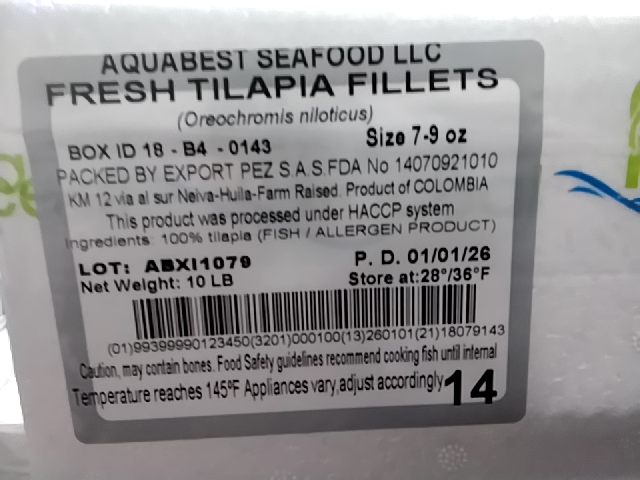 AQUABEST SEAFOOD LLC
FRESH TILAPIA FILLETS
(Oreochromis niloticus)
BOX ID 18 - B4 - 0143 Size 7-9 oz
PACKED BY EXPORT PEZ S.A.S.FDA No 14070921010
KM 12 via al sur Neiva-Huila-Farm Raised. Product of COLOMBIA
This product was processed under HACCP system
Ingredients: 100% tilapia (FISH / ALLERGEN PRODUCT)
LOT: ABXI1079 P. D. 01/01/26
Net Weight: 10 LB Store at:28°/36°F
(01)99399990123450(3201)000100(13)260101(21)18079143
Caution, may contain bones. Food Safety guidelines recommend cooking fish until internal
Temperature reaches 145°F Appliances vary,adjust accordingly 14